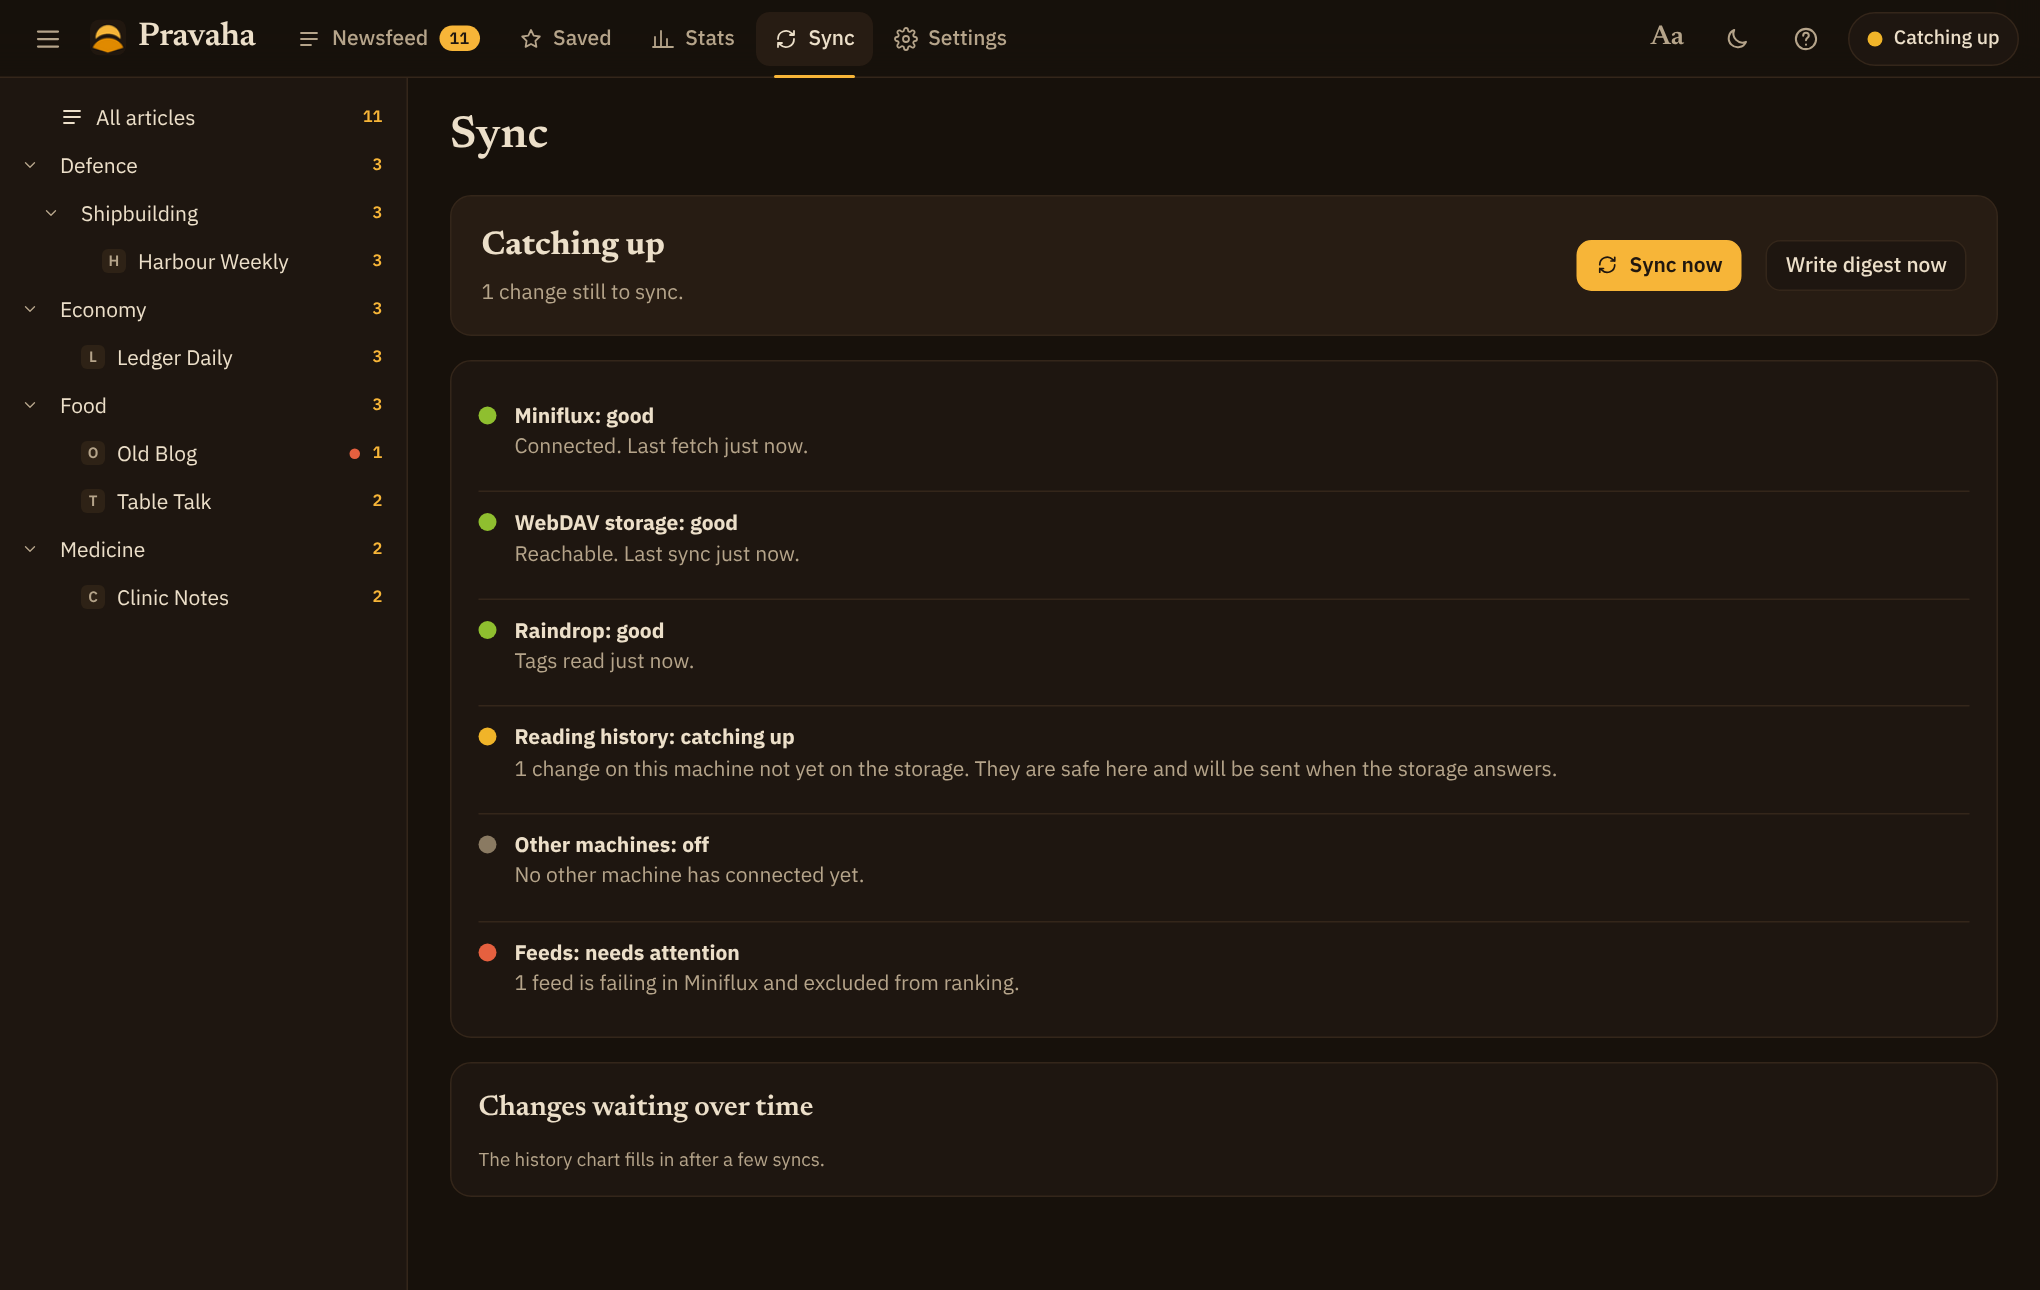 Pravaha
Newsfeed 11
Saved
Stats
Sync
Settings
Aa
Catching up
All articles 11
Defence 3
Shipbuilding 3
H Harbour Weekly 3
Economy 3
L Ledger Daily 3
Food 3
O Old Blog 1
T Table Talk 2
Medicine 2
C Clinic Notes 2
Sync
Catching up
1 change still to sync.
Sync now
Write digest now
Miniflux: good
Connected. Last fetch just now.
WebDAV storage: good
Reachable. Last sync just now.
Raindrop: good
Tags read just now.
Reading history: catching up
1 change on this machine not yet on the storage. They are safe here and will be sent when the storage answers.
Other machines: off
No other machine has connected yet.
Feeds: needs attention
1 feed is failing in Miniflux and excluded from ranking.
Changes waiting over time
The history chart fills in after a few syncs.